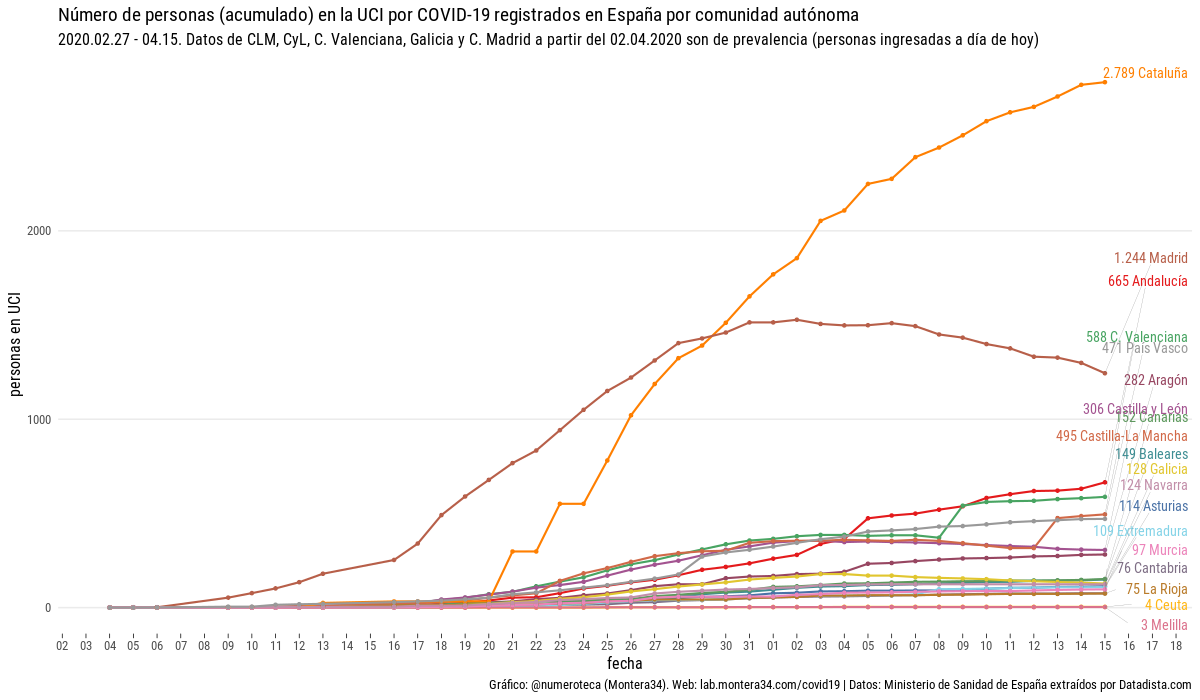 Número de personas (acumulado) en la UCI por COVID-19 registrados en España por comunidad autónoma
2020.02.27 - 04.15. Datos de CLM, CyL, C. Valenciana, Galicia y C. Madrid a partir del 02.04.2020 son de prevalencia (personas ingresadas a día de hoy)
2.789 Cataluña
2000
1.244 Madrid
665 Andalucía
588 C. Valenciana
471 País Vasco
282 Aragón
306 Castilla y León
152 Canarias
1000
495 Castilla-La Mancha
149 Baleares
128 Galicia
124 Navarra
114 Asturias
109 Extremadura
97 Murcia
76 Cantabria
75 La Rioja
4 Ceuta
0
3 Melilla
personas en UCI
02 03 04 05 06 07 08 09 10 11 12 13 14 15 16 17 18 19 20 21 22 23 24 25 26 27 28 29 30 31 01 02 03 04 05 06 07 08 09 10 11 12 13 14 15 16 17 18
fecha
Gráfico: @numeroteca (Montera34). Web: lab.montera34.com/covid19 | Datos: Ministerio de Sanidad de España extraídos por Datadista.com